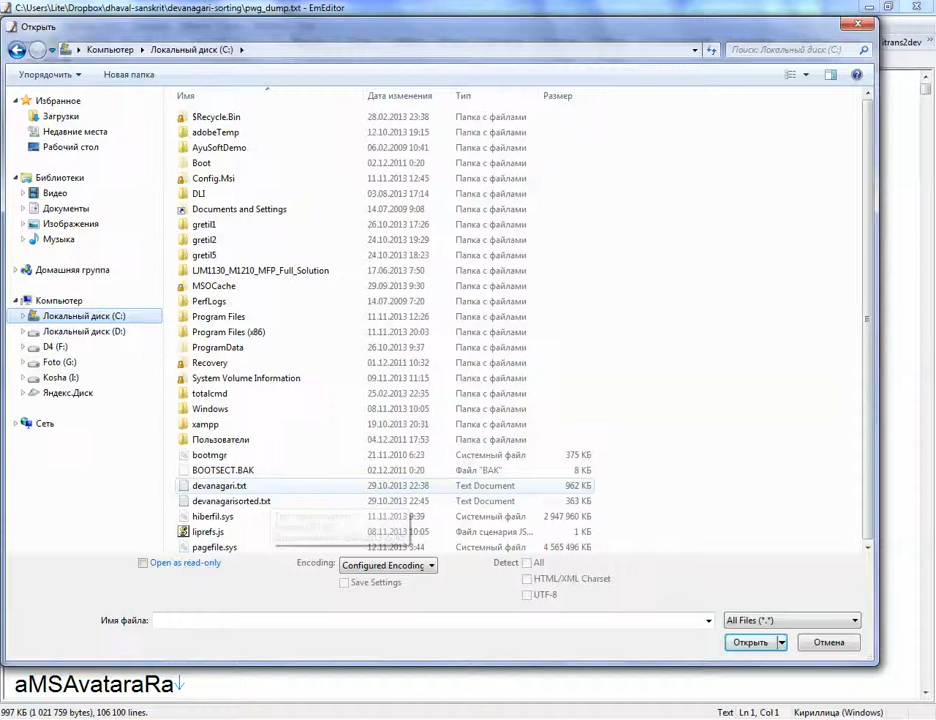 C:\Users\Lite\Dropbox\dhaval-sanskrit\devanagari-sorting\pwg_dump.txt - EmEditor
Открыть
Компьютер ▸ Локальный диск (C:) ▸
Поиск: Локальный диск (C:)
itrans2dev
Упорядочить ▾ Новая папка
Имя Дата изменения Тип Размер
Избранное
Загрузки
Недавние места
Рабочий стол
Библиотеки
Видео
Документы
Изображения
Музыка
Домашняя группа
Компьютер
Локальный диск (C:)
Локальный диск (D:)
D4 (F:)
Foto (G:)
Kosha (I:)
Яндекс.Диск
Сеть
$Recycle.Bin 28.02.2013 23:38 Папка с файлами
adobeTemp 12.10.2013 19:15 Папка с файлами
AyuSoftDemo 06.02.2009 10:41 Папка с файлами
Boot 02.12.2011 0:20 Папка с файлами
Config.Msi 11.11.2013 12:45 Папка с файлами
DLI 03.08.2013 17:14 Папка с файлами
Documents and Settings 14.07.2009 9:08 Папка с файлами
gretil1 26.10.2013 17:26 Папка с файлами
gretil2 24.10.2013 19:29 Папка с файлами
gretil5 24.10.2013 18:23 Папка с файлами
LJM1130_M1210_MFP_Full_Solution 17.06.2013 7:50 Папка с файлами
MSOCache 29.09.2013 9:30 Папка с файлами
PerfLogs 14.07.2009 7:20 Папка с файлами
Program Files 11.11.2013 12:26 Папка с файлами
Program Files (x86) 11.11.2013 20:03 Папка с файлами
ProgramData 26.10.2013 9:37 Папка с файлами
Recovery 01.12.2011 10:32 Папка с файлами
System Volume Information 09.11.2013 11:15 Папка с файлами
totalcmd 25.02.2013 22:35 Папка с файлами
Windows 08.11.2013 10:05 Папка с файлами
xampp 19.10.2013 20:31 Папка с файлами
Пользователи 04.12.2011 17:53 Папка с файлами
bootmgr 21.11.2010 6:23 Системный файл 375 КБ
BOOTSECT.BAK 02.12.2011 0:20 Файл "BAK" 8 КБ
devanagari.txt 29.10.2013 22:38 Text Document 962 КБ
devanagarisorted.txt 29.10.2013 22:45 Text Document 363 КБ
hiberfil.sys 11.11.2013 9:39 Системный файл 2 947 960 КБ
liprefs.js 08.11.2013 10:05 Файл сценария JS... 1 КБ
pagefile.sys 12.11.2013 3:44 Системный файл 4 565 496 КБ
Open as read-only
Encoding: Configured Encoding
Save Settings
Detect All
HTML/XML Charset
UTF-8
Имя файла:
All Files (*.*)
Открыть Отмена
aMSAvataraRa↓
997 КБ (1 021 759 bytes), 106 100 lines. Text Ln 1, Col 1 Кириллица (Windows)